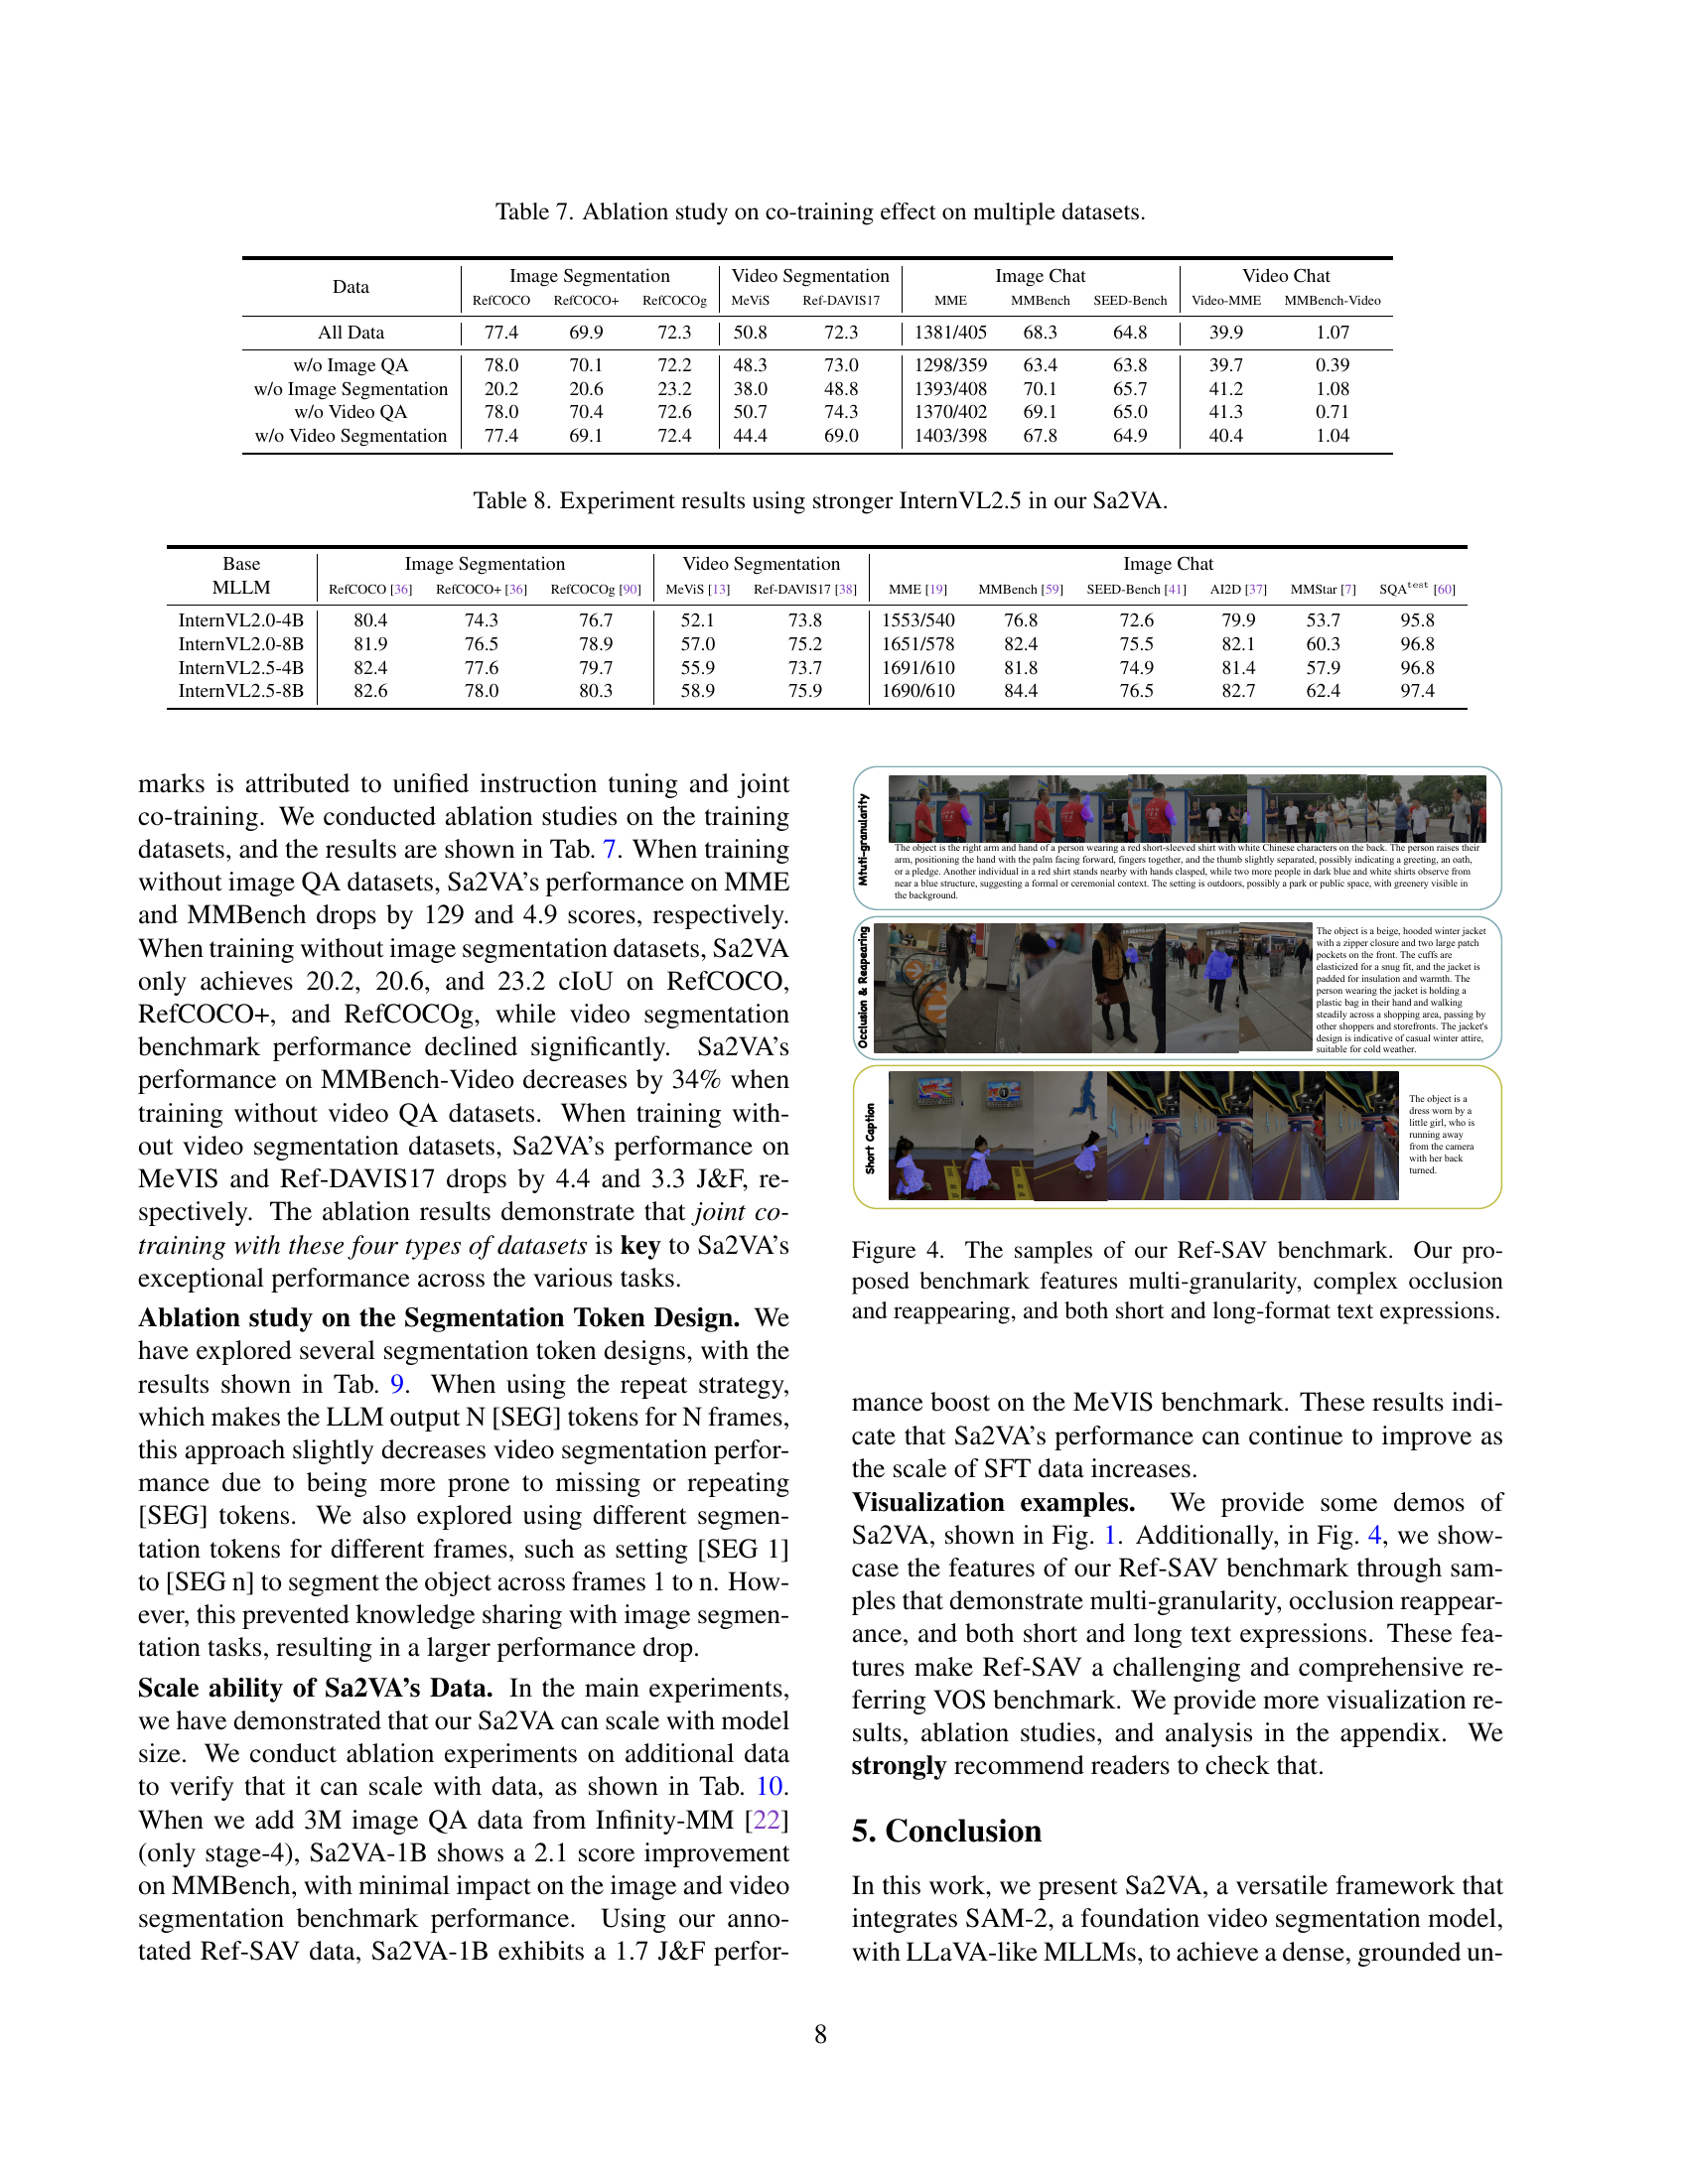 Table 7. Ablation study on co-training effect on multiple datasets.
Data Image Segmentation Video Segmentation Image Chat Video Chat
RefCOCO RefCOCO+ RefCOCOg MeViS Ref-DAVIS17 MME MMBench SEED-Bench Video-MME MMBench-Video
All Data 77.4 69.9 72.3 50.8 72.3 1381/405 68.3 64.8 39.9 1.07
w/o Image QA 78.0 70.1 72.2 48.3 73.0 1298/359 63.4 63.8 39.7 0.39
w/o Image Segmentation 20.2 20.6 23.2 38.0 48.8 1393/408 70.1 65.7 41.2 1.08
w/o Video QA 78.0 70.4 72.6 50.7 74.3 1370/402 69.1 65.0 41.3 0.71
w/o Video Segmentation 77.4 69.1 72.4 44.4 69.0 1403/398 67.8 64.9 40.4 1.04
Table 8. Experiment results using stronger InternVL2.5 in our Sa2VA.
Base Image Segmentation Video Segmentation Image Chat
MLLM RefCOCO [36] RefCOCO+ [36] RefCOCOg [90] MeViS [13] Ref-DAVIS17 [38] MME [19] MMBench [59] SEED-Bench [41] AI2D [37] MMStar [7] SQAtest [60]
InternVL2.0-4B 80.4 74.3 76.7 52.1 73.8 1553/540 76.8 72.6 79.9 53.7 95.8
InternVL2.0-8B 81.9 76.5 78.9 57.0 75.2 1651/578 82.4 75.5 82.1 60.3 96.8
InternVL2.5-4B 82.4 77.6 79.7 55.9 73.7 1691/610 81.8 74.9 81.4 57.9 96.8
InternVL2.5-8B 82.6 78.0 80.3 58.9 75.9 1690/610 84.4 76.5 82.7 62.4 97.4
marks is attributed to unified instruction tuning and joint
co-training. We conducted ablation studies on the training
datasets, and the results are shown in Tab. 7. When training
without image QA datasets, Sa2VA's performance on MME
and MMBench drops by 129 and 4.9 scores, respectively.
When training without image segmentation datasets, Sa2VA
only achieves 20.2, 20.6, and 23.2 cIoU on RefCOCO,
RefCOCO+, and RefCOCOg, while video segmentation
benchmark performance declined significantly. Sa2VA's
performance on MMBench-Video decreases by 34% when
training without video QA datasets. When training with-
out video segmentation datasets, Sa2VA's performance on
MeVIS and Ref-DAVIS17 drops by 4.4 and 3.3 J&F, re-
spectively. The ablation results demonstrate that joint co-
training with these four types of datasets is key to Sa2VA's
exceptional performance across the various tasks.
Ablation study on the Segmentation Token Design. We
have explored several segmentation token designs, with the
results shown in Tab. 9. When using the repeat strategy,
which makes the LLM output N [SEG] tokens for N frames,
this approach slightly decreases video segmentation perfor-
mance due to being more prone to missing or repeating
[SEG] tokens. We also explored using different segmen-
tation tokens for different frames, such as setting [SEG 1]
to [SEG n] to segment the object across frames 1 to n. How-
ever, this prevented knowledge sharing with image segmen-
tation tasks, resulting in a larger performance drop.
Scale ability of Sa2VA's Data. In the main experiments,
we have demonstrated that our Sa2VA can scale with model
size. We conduct ablation experiments on additional data
to verify that it can scale with data, as shown in Tab. 10.
When we add 3M image QA data from Infinity-MM [22]
(only stage-4), Sa2VA-1B shows a 2.1 score improvement
on MMBench, with minimal impact on the image and video
segmentation benchmark performance. Using our anno-
tated Ref-SAV data, Sa2VA-1B exhibits a 1.7 J&F perfor-
Mtuti-granularity
The object is the right arm and hand of a person wearing a red short-sleeved shirt with white Chinese characters on the back. The person raises their
arm, positioning the hand with the palm facing forward, fingers together, and the thumb slightly separated, possibly indicating a greeting, an oath,
or a pledge. Another individual in a red shirt stands nearby with hands clasped, while two more people in dark blue and white shirts observe from
near a blue structure, suggesting a formal or ceremonial context. The setting is outdoors, possibly a park or public space, with greenery visible in
the background.
Occlusion & Reapearing
The object is a beige, hooded winter jacket
with a zipper closure and two large patch
pockets on the front. The cuffs are
elasticized for a snug fit, and the jacket is
padded for insulation and warmth. The
person wearing the jacket is holding a
plastic bag in their hand and walking
steadily across a shopping area, passing by
other shoppers and storefronts. The jacket's
design is indicative of casual winter attire,
suitable for cold weather.
Short Caption
The object is a
dress worn by a
little girl, who is
running away
from the camera
with her back
turned.
Figure 4. The samples of our Ref-SAV benchmark. Our pro-
posed benchmark features multi-granularity, complex occlusion
and reappearing, and both short and long-format text expressions.
mance boost on the MeVIS benchmark. These results indi-
cate that Sa2VA's performance can continue to improve as
the scale of SFT data increases.
Visualization examples. We provide some demos of
Sa2VA, shown in Fig. 1. Additionally, in Fig. 4, we show-
case the features of our Ref-SAV benchmark through sam-
ples that demonstrate multi-granularity, occlusion reappear-
ance, and both short and long text expressions. These fea-
tures make Ref-SAV a challenging and comprehensive re-
ferring VOS benchmark. We provide more visualization re-
sults, ablation studies, and analysis in the appendix. We
strongly recommend readers to check that.
5. Conclusion
In this work, we present Sa2VA, a versatile framework that
integrates SAM-2, a foundation video segmentation model,
with LLaVA-like MLLMs, to achieve a dense, grounded un-
8